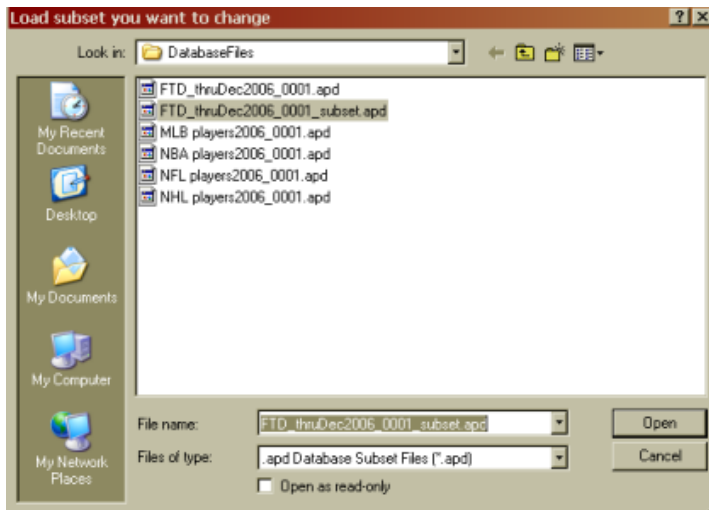 Load subset you want to change
Look in: DatabaseFiles
My Recent
Documents
Desktop
My Documents
My Computer
My Network
Places
FTD_thruDec2006_0001.apd
FTD_thruDec2006_0001_subset.apd
MLB players2006_0001.apd
NBA players2006_0001.apd
NFL players2006_0001.apd
NHL players2006_0001.apd
File name: FTD_thruDec2006_0001_subset.apd Open
Files of type: .apd Database Subset Files (*.apd) Cancel
Open as read-only